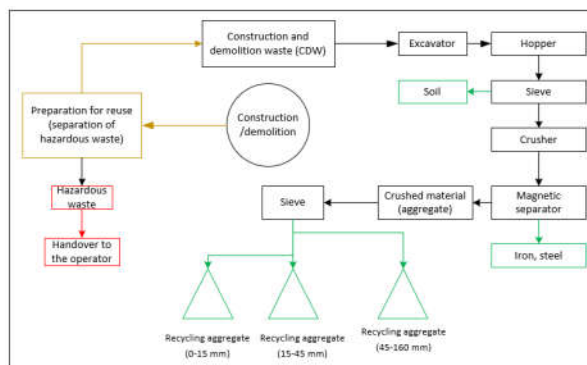 Construction and
demolition waste (CDW)
Excavator
Hopper
Soil
Sieve
Preparation for reuse
(separation of
hazardous waste)
Construction
/demolition
Crusher
Hazardous
waste
Sieve
Crushed material
(aggregate)
Magnetic
separator
Handover to
the operator
Iron, steel
Recycling aggregate
(0-15 mm)
Recycling aggregate
(15-45 mm)
Recycling aggregate
(45-160 mm)